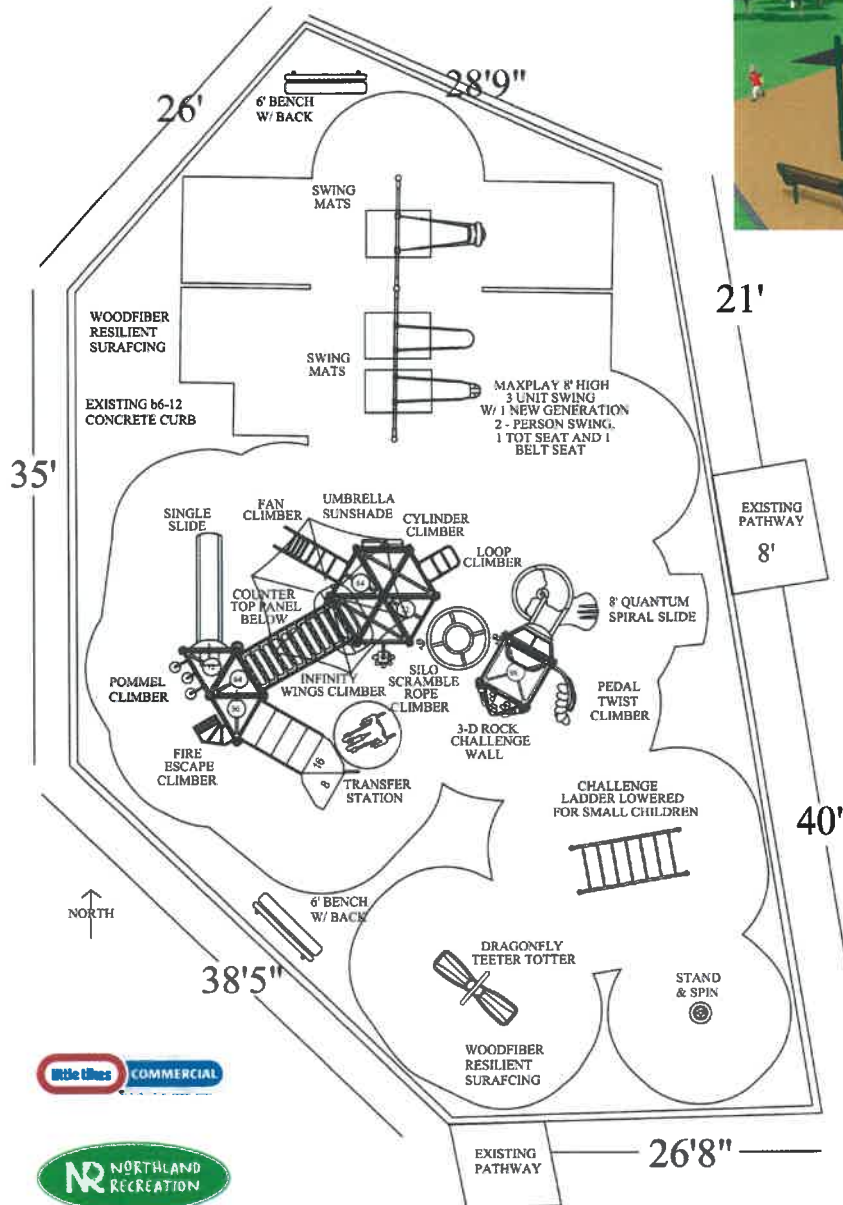 26'
28'9"
6' BENCH
W/ BACK
SWING
MATS
21'
WOODFIBER
RESILIENT
SURAFCING
SWING
MATS
EXISTING b6-12
CONCRETE CURB
MAXPLAY 8' HIGH
3 UNIT SWING
W/ 1 NEW GENERATION
2 - PERSON SWING.
1 TOT SEAT AND 1
BELT SEAT
35'
SINGLE
SLIDE
FAN
CLIMBER
UMBRELLA
SUNSHADE
CYLINDER
CLIMBER
LOOP
CLIMBER
EXISTING
PATHWAY
8'
COUNTER
TOP PANEL
BELOW
8' QUANTUM
SPIRAL SLIDE
POMMEL
CLIMBER
INFINITY
WINGS CLIMBER
SILO
SCRAMBLE
ROPE
CLIMBER
PEDAL
TWIST
CLIMBER
3-D ROCK
CHALLENGE
WALL
FIRE
ESCAPE
CLIMBER
16
8
TRANSFER
STATION
CHALLENGE
LADDER LOWERED
FOR SMALL CHILDREN
40'
NORTH
6' BENCH
W/ BACK
38'5"
DRAGONFLY
TEETER TOTTER
STAND
& SPIN
WOODFIBER
RESILIENT
SURAFCING
little tikes COMMERCIAL
EXISTING
PATHWAY
26'8"
NR NORTHLAND
RECREATION